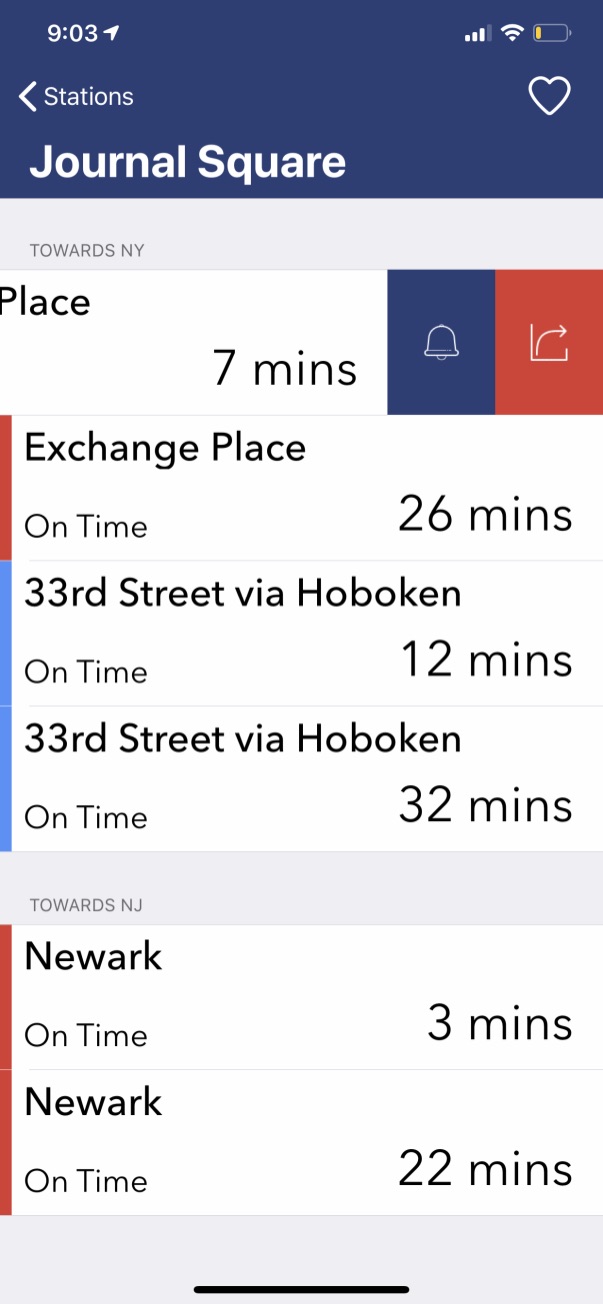 9:03
Stations
Journal Square
TOWARDS NY
Place
7 mins
Exchange Place
On Time
26 mins
33rd Street via Hoboken
On Time
12 mins
33rd Street via Hoboken
On Time
32 mins
TOWARDS NJ
Newark
On Time
3 mins
Newark
On Time
22 mins